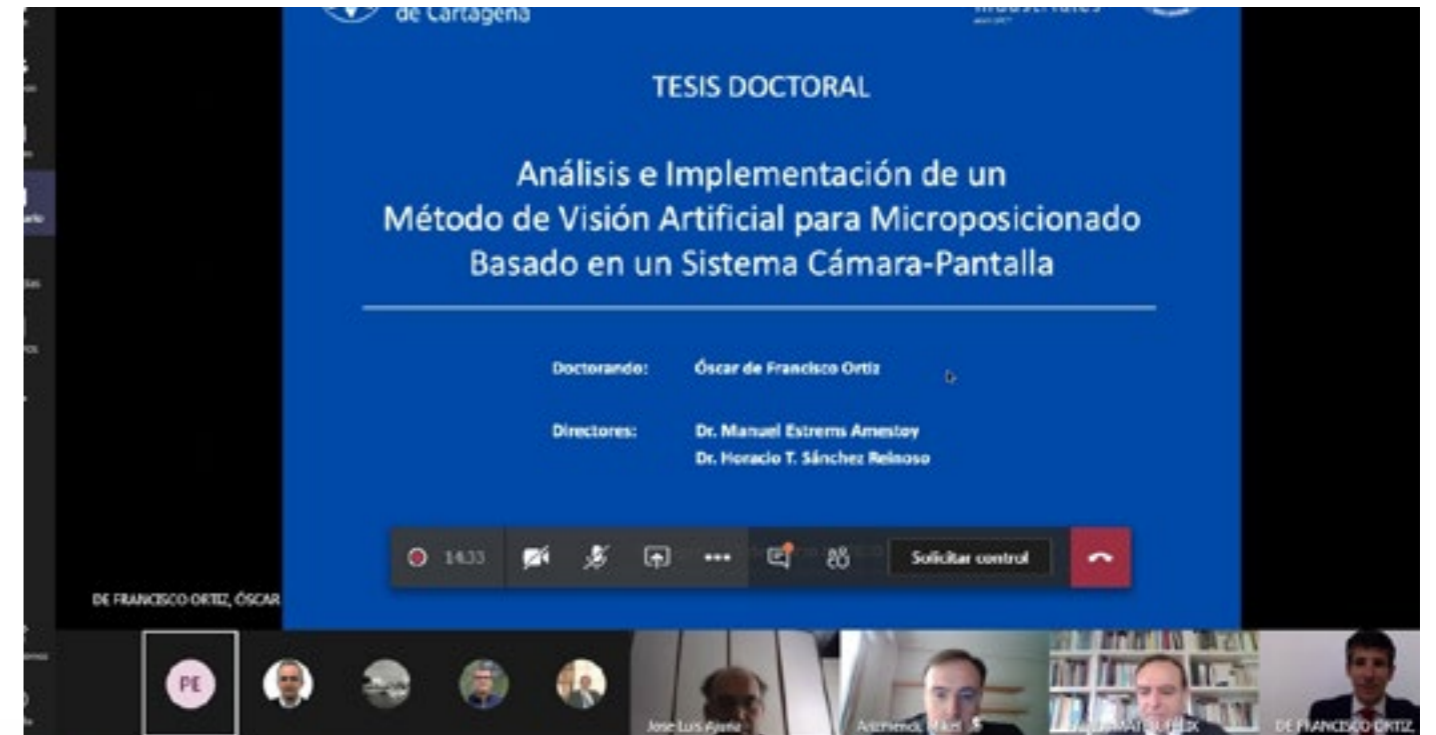 de Cartagena
TESIS DOCTORAL
Análisis e Implementación de un
Método de Visión Artificial para Microposicionado
Basado en un Sistema Cámara-Pantalla
Doctorando: Óscar de Francisco Ortiz
Directores: Dr. Manuel Estrems Amestoy
Dr. Horacio T. Sánchez Reinoso
14:33
Solicitar control
DE FRANCISCO ORTIZ, ÓSCAR
PE
Jose Luis
DE FRANCISCO ORTIZ,